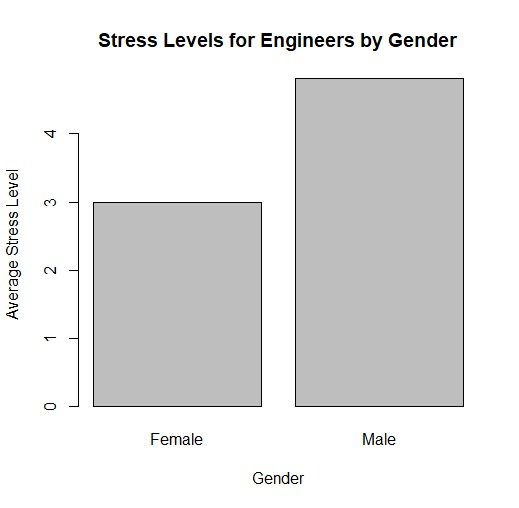 Stress Levels for Engineers by Gender
Average Stress Level
4
3
2
1
0
Female Male
Gender